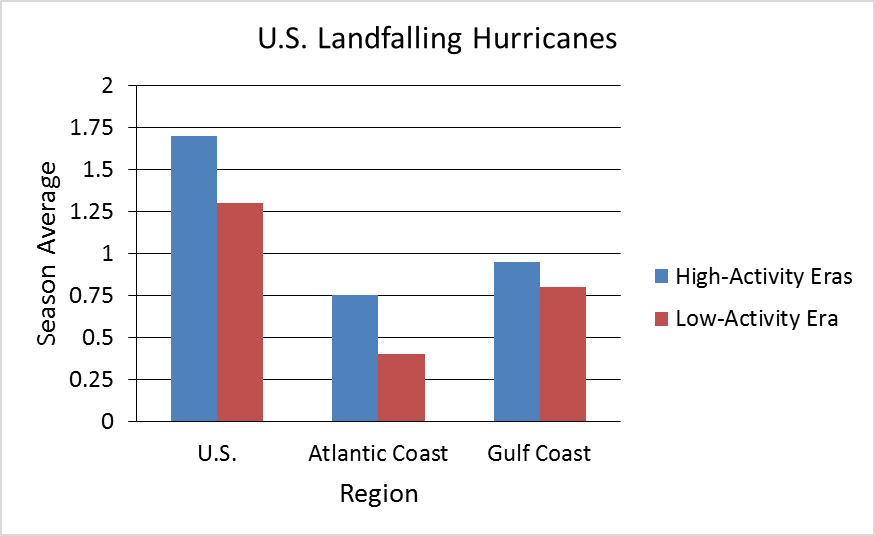 U.S. Landfalling Hurricanes
Season Average
2
1.75
1.5
1.25
1
0.75
0.5
0.25
0
U.S.
Atlantic Coast
Gulf Coast
Region
High-Activity Eras
Low-Activity Era